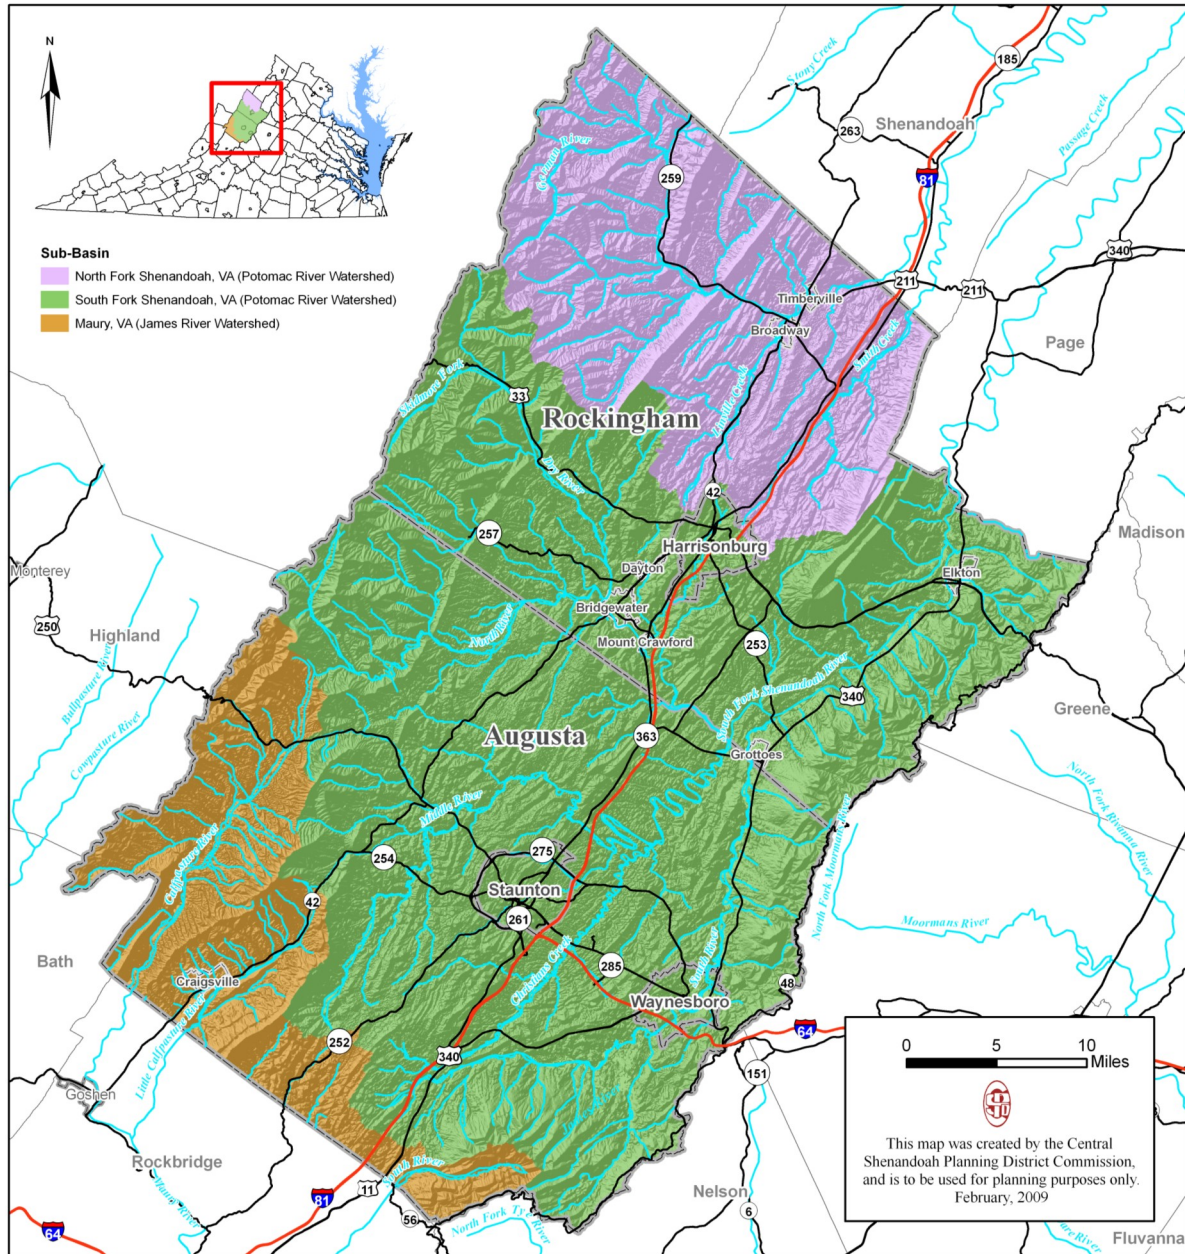 N
Sub-Basin
North Fork Shenandoah, VA (Potomac River Watershed)
South Fork Shenandoah, VA (Potomac River Watershed)
Maury, VA (James River Watershed)
Stony Creek
185
263
Shenandoah
Passage Creek
German River
259
81
340
211
211
Timberville
Broadway
Smith Creek
Page
Skidmore Fork
33
Linville Creek
Rockingham
Dry River
42
Madison
257
Harrisonburg
Dayton
Elkton
Monterey
250
Highland
Bridgewater
North River
Mount Crawford
253
South Fork Shenandoah River
340
Bullpasture River
Cowpasture River
Greene
Augusta
363
Grottoes
North Fork Rivanna River
Middle River
North Fork Moormans River
254
275
Calfpasture River
Staunton
42
261
Moormans River
Bath
Christians Creek
285
South River
48
Craigsville
Waynesboro
64
Little Calfpasture River
252
340
0 5 10
Miles
151
Goshen
This map was created by the Central
Shenandoah Planning District Commission,
and is to be used for planning purposes only.
February, 2009
Rockbridge
South River
11
81
Maury River
56
North Fork Tye River
Nelson
6
64
Fluvanna